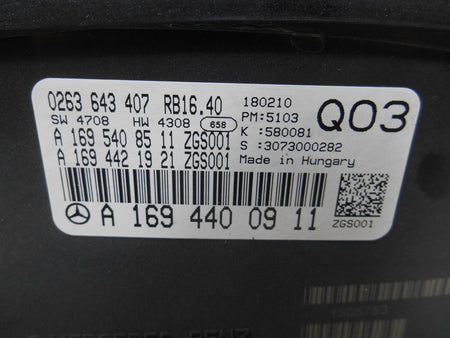 0263 643 407 RB16.40 180210 Q03
SW 4708 HW 4308 658 PM:5103
K :580081
A 169 540 85 11 ZGS001 S :3073000282
A 169 442 19 21 ZGS001 Made in Hungary
A 169 440 09 11 ZGS001